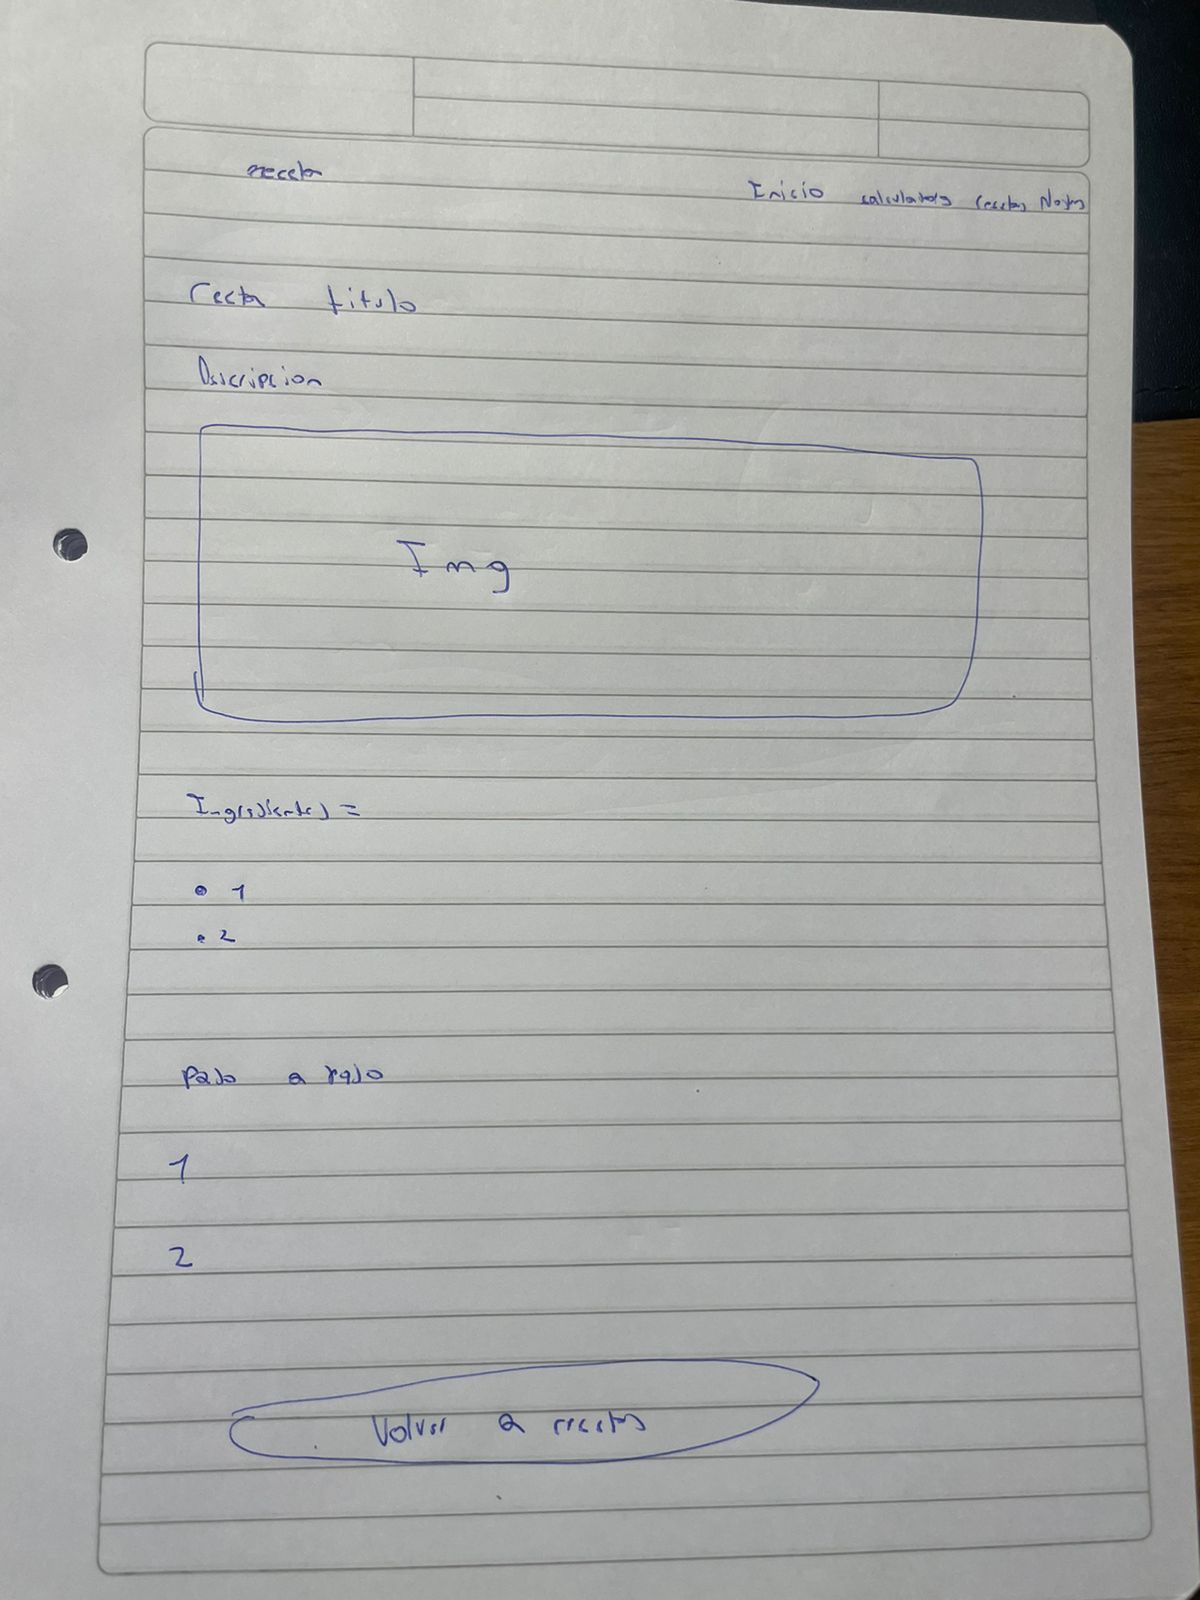 receta
Inicio calculadora recetas Notas
receta titulo
Descripcion
Img
Ingredientes =
• 1
• 2
Paso a paso
1
2
Volver a recetas